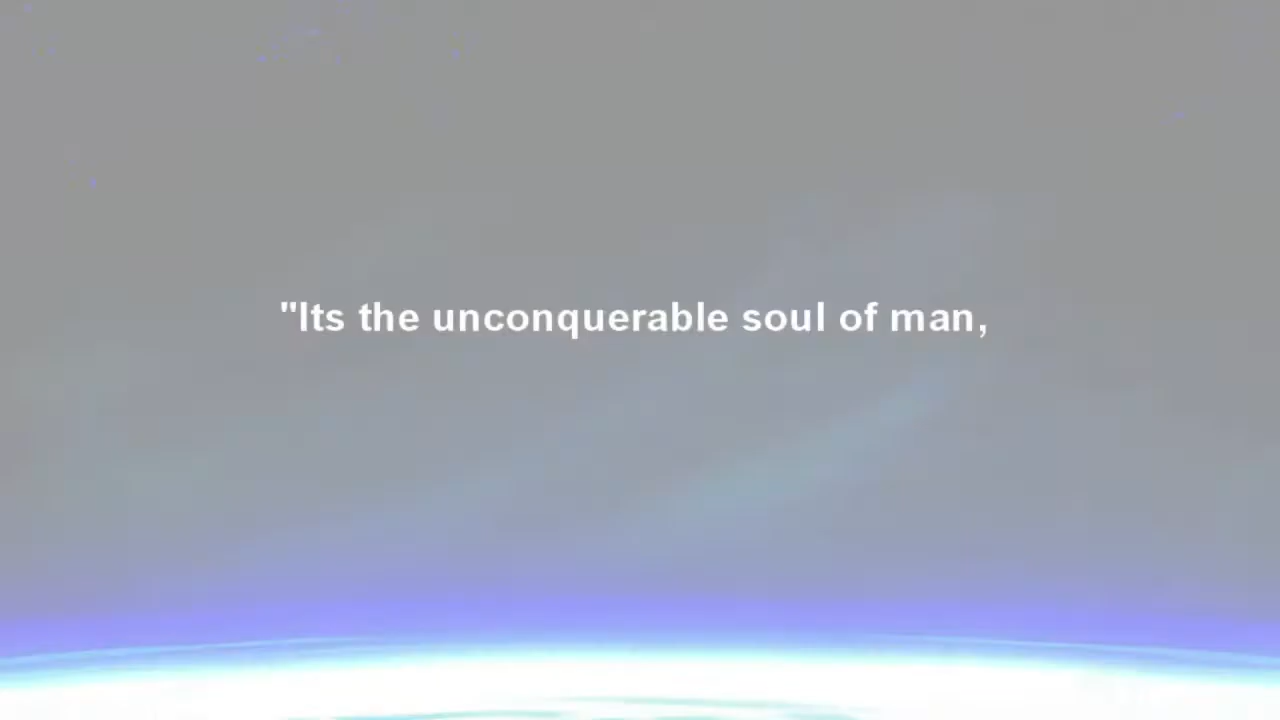 "Its the unconquerable soul of man,